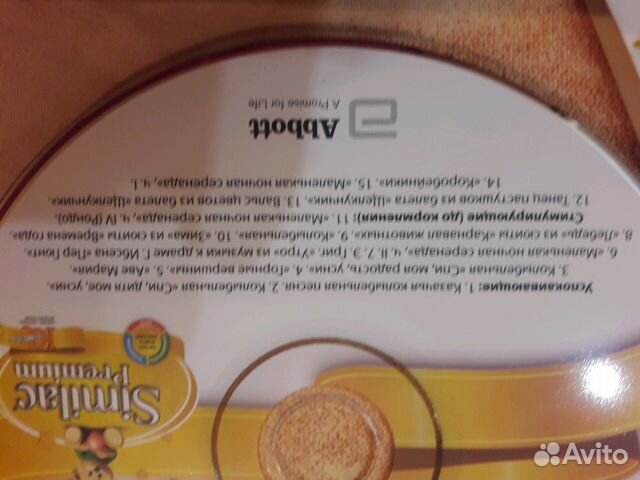 Similac
Premium
Успокаивающие: 1. Казачья колыбельная песня. 2. Колыбельная «Спи, дитя мое, усни».
3. Колыбельная «Спи, моя радость, усни». 4. «Горные вершины». 5. «Аве Мария».
6. «Маленькая ночная серенада», ч. II. 7. Э. Григ. «Утро» из музыки к драме Г. Ибсена «Пер Гюнт».
8. «Лебедь» из сюиты «Карнавал животных». 9. «Колыбельная». 10. «Зима» из сюиты «Времена года».
Стимулирующие (до кормления): 11. «Маленькая ночная серенада», ч. IV (Рондо).
12. Танец пастушков из балета «Щелкунчик». 13. Вальс цветов из балета «Щелкунчик».
14. «Коробейники». 15. «Маленькая ночная серенада», ч. I.
Abbott
A Promise for Life
Avito